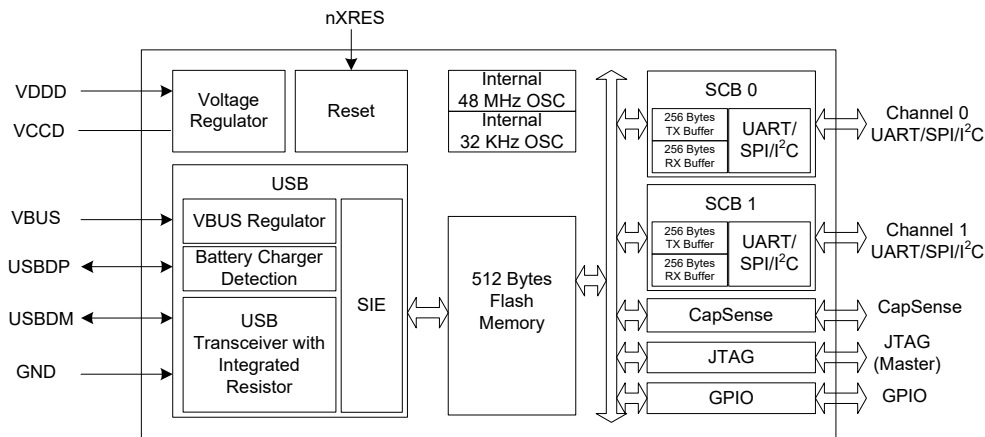 nXRES
VDDD
VCCD
VBUS
USBDP
USBDM
GND
Voltage
Regulator
Reset
Internal
48 MHz OSC
Internal
32 KHz OSC
USB
VBUS Regulator
Battery Charger
Detection
USB
Transceiver with
Integrated
Resistor
SIE
512 Bytes
Flash
Memory
SCB 0
256 Bytes
TX Buffer
256 Bytes
RX Buffer
UART/
SPI/I²C
SCB 1
256 Bytes
TX Buffer
256 Bytes
RX Buffer
UART/
SPI/I²C
CapSense
JTAG
GPIO
Channel 0
UART/SPI/I²C
Channel 1
UART/SPI/I²C
CapSense
JTAG
(Master)
GPIO